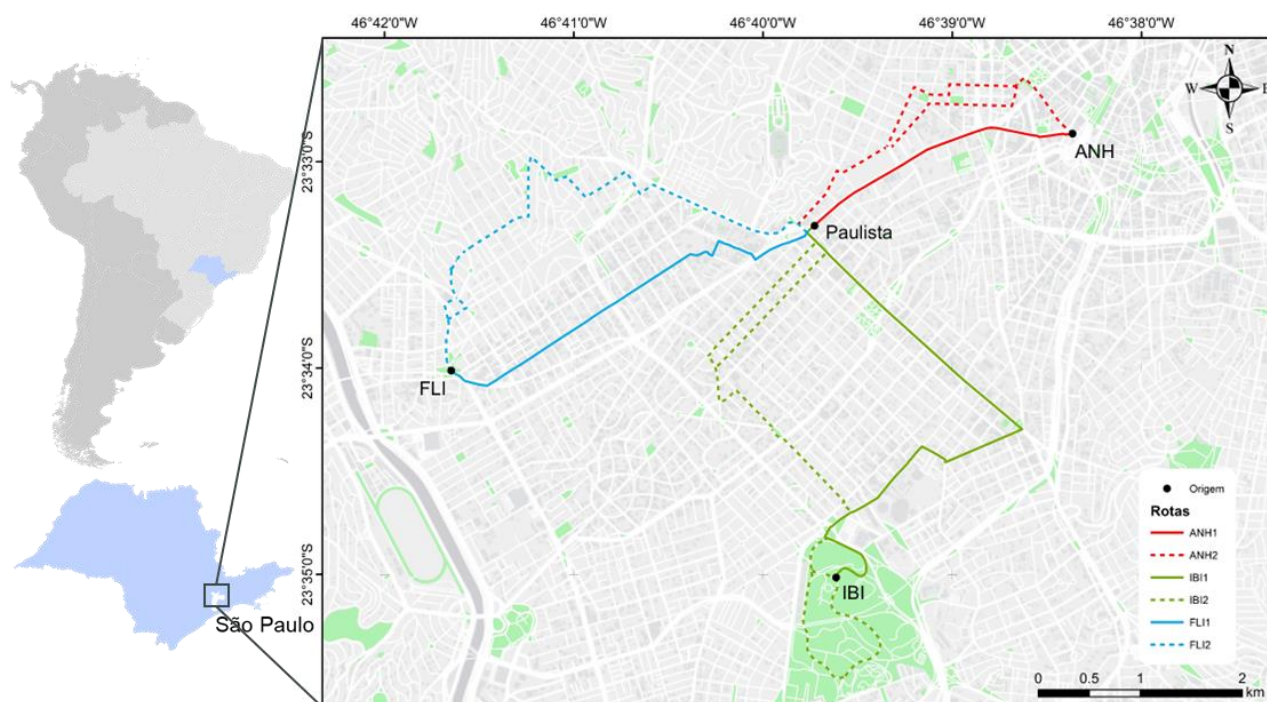 46°42'0"W 46°41'0"W 46°40'0"W 46°39'0"W 46°38'0"W
N
W E
S
23°33'0"S
ANH
Paulista
23°34'0"S
FLI
23°35'0"S
IBI
São Paulo
Origem
Rotas
ANH1
ANH2
IBI1
IBI2
FLI1
FLI2
0 0.5 1 2
km